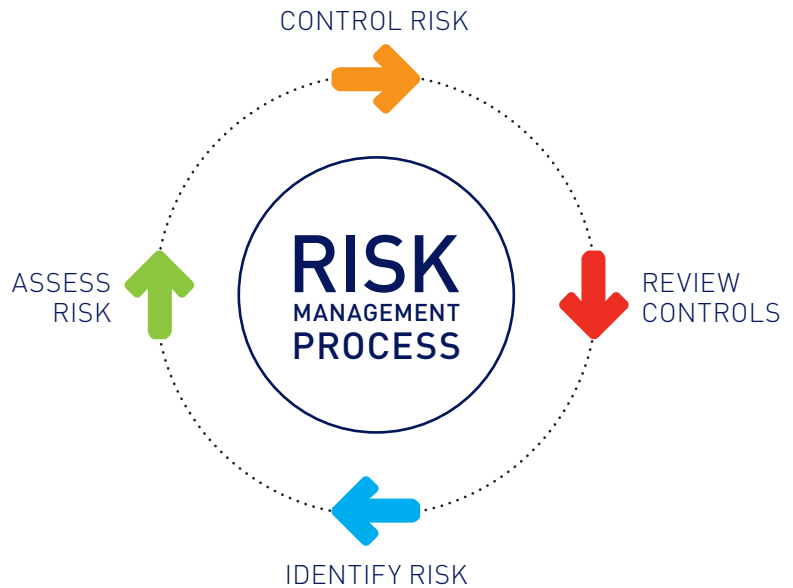 CONTROL RISK
ASSESS
RISK
RISK
MANAGEMENT
PROCESS
REVIEW
CONTROLS
IDENTIFY RISK